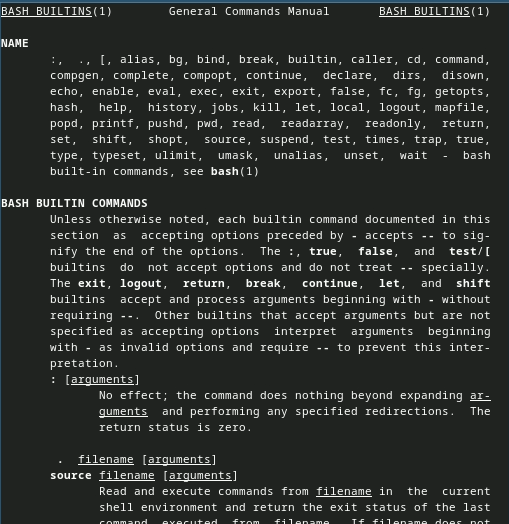 BASH BUILTINS(1) General Commands Manual BASH BUILTINS(1)
NAME
:, ., [, alias, bg, bind, break, builtin, caller, cd, command,
compgen, complete, compopt, continue, declare, dirs, disown,
echo, enable, eval, exec, exit, export, false, fc, fg, getopts,
hash, help, history, jobs, kill, let, local, logout, mapfile,
popd, printf, pushd, pwd, read, readarray, readonly, return,
set, shift, shopt, source, suspend, test, times, trap, true,
type, typeset, ulimit, umask, unalias, unset, wait - bash
built-in commands, see bash(1)
BASH BUILTIN COMMANDS
Unless otherwise noted, each builtin command documented in this
section as accepting options preceded by - accepts -- to sig-
nify the end of the options. The :, true, false, and test/[
builtins do not accept options and do not treat -- specially.
The exit, logout, return, break, continue, let, and shift
builtins accept and process arguments beginning with - without
requiring --. Other builtins that accept arguments but are not
specified as accepting options interpret arguments beginning
with - as invalid options and require -- to prevent this inter-
pretation.
: [arguments]
No effect; the command does nothing beyond expanding ar-
guments and performing any specified redirections. The
return status is zero.
. filename [arguments]
source filename [arguments]
Read and execute commands from filename in the current
shell environment and return the exit status of the last
command executed from filename. If filename does not